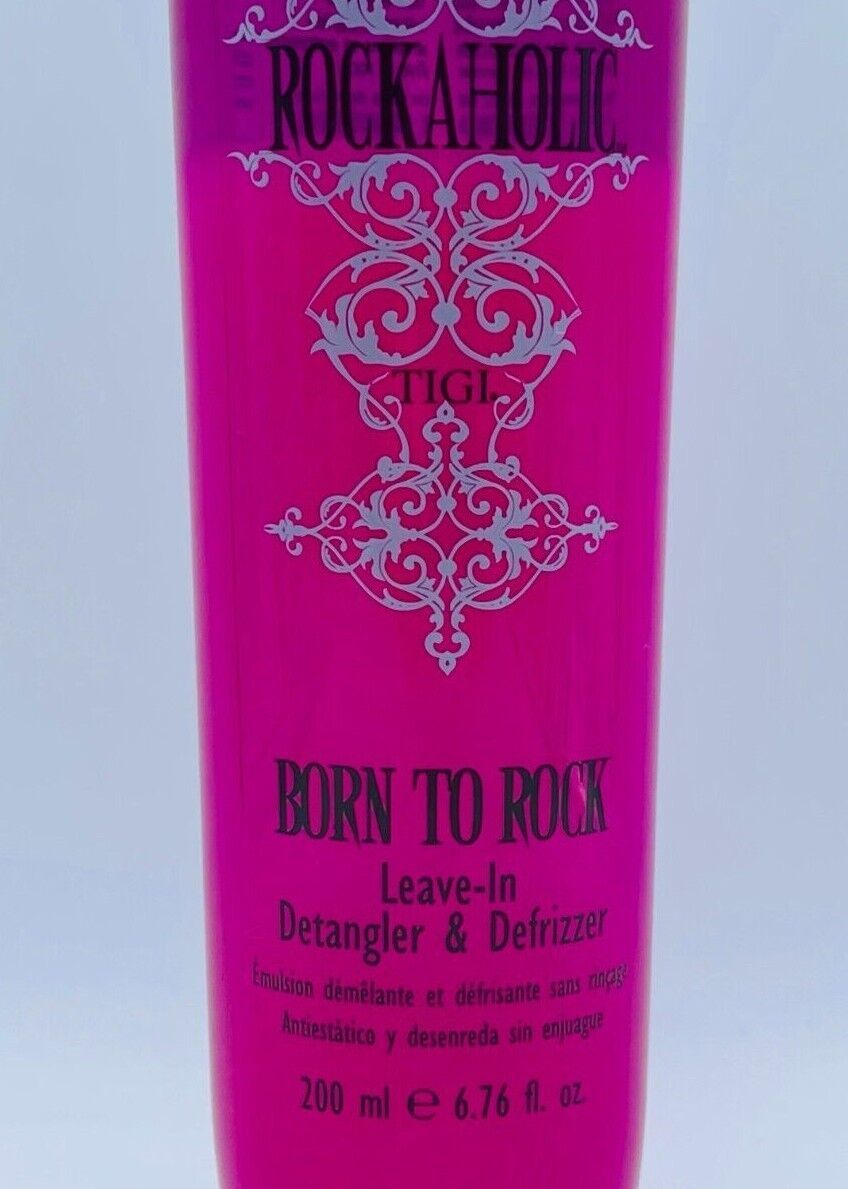 ROCKAHOLIC
TIGI
BORN TO ROCK
Leave-In
Detangler & Defrizzer
Émulsion démêlante et défrisante sans rinçage
Antiestàtico y desenreda sin enjuague
200 ml ℮ 6.76 fl. oz.